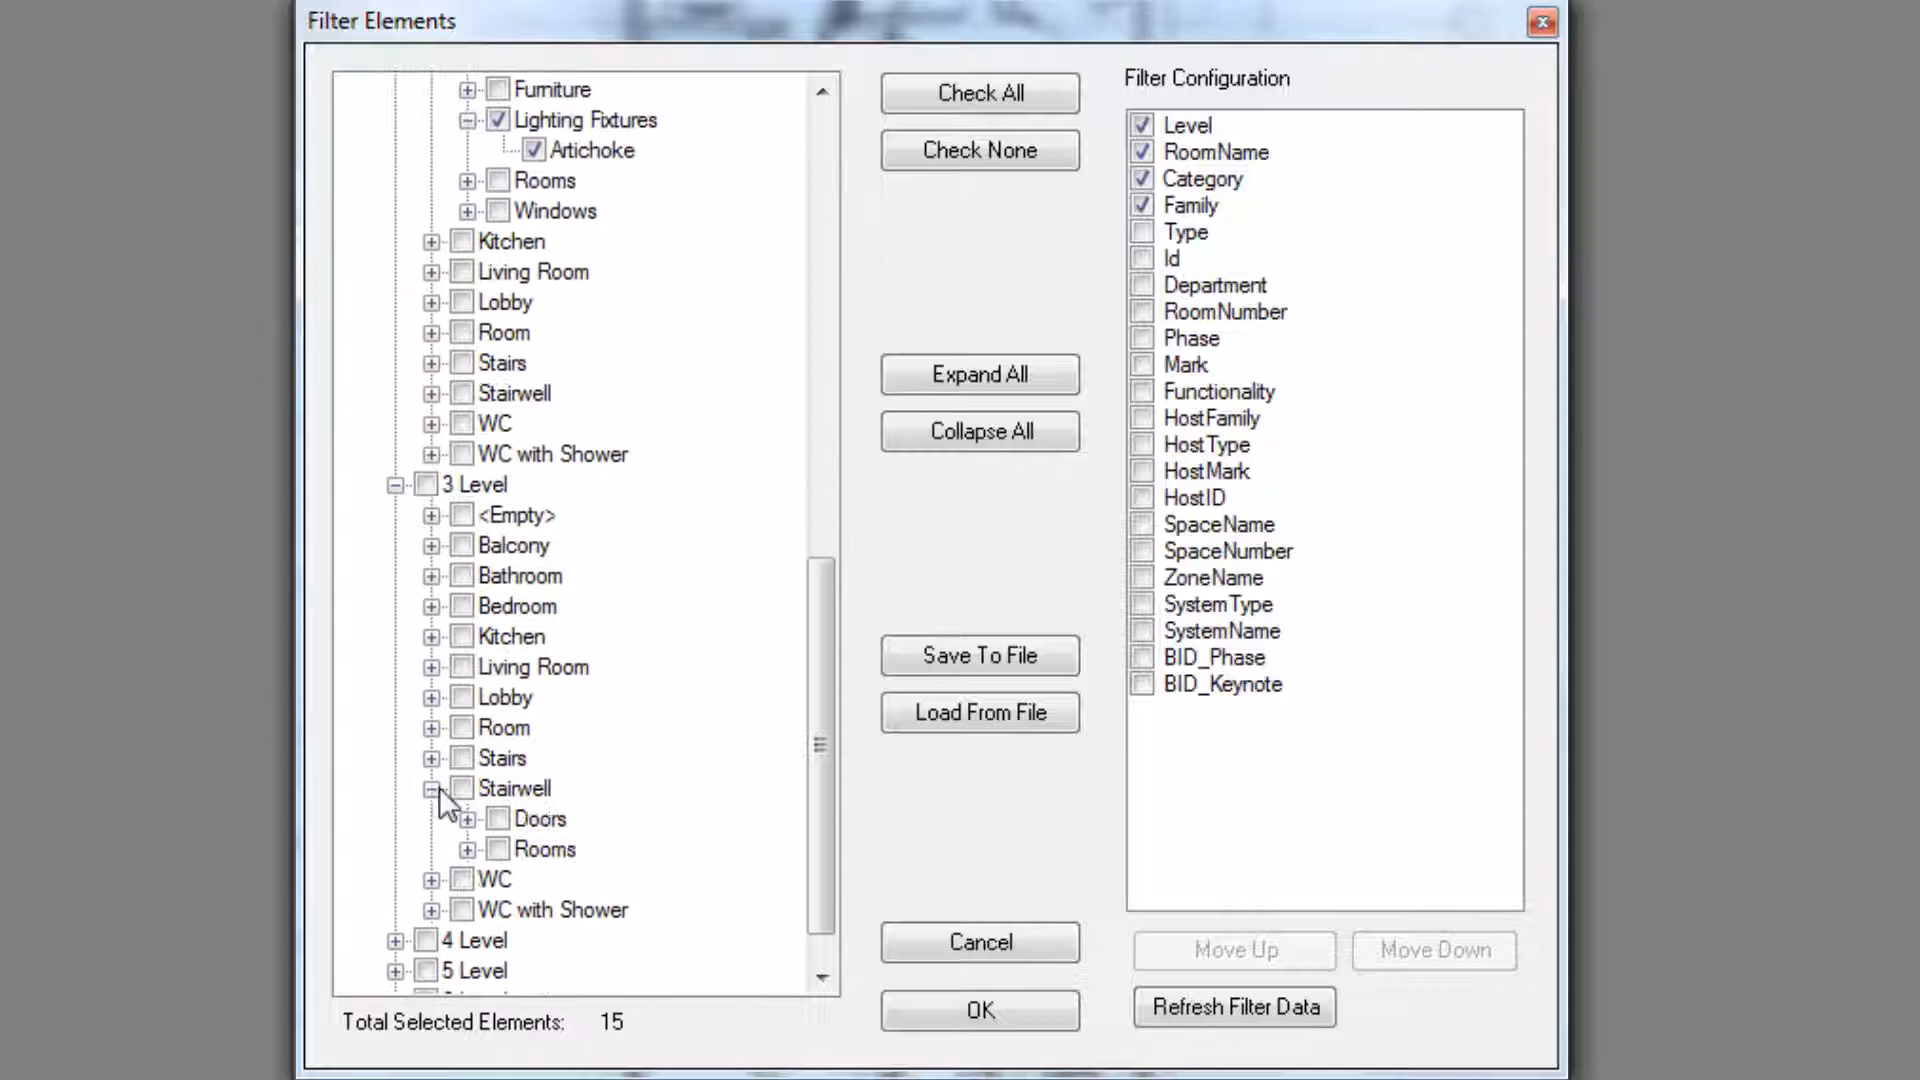 Filter Elements
Furniture
Lighting Fixtures
Artichoke
Rooms
Windows
Kitchen
Living Room
Lobby
Room
Stairs
Stairwell
WC
WC with Shower
3 Level
<Empty>
Balcony
Bathroom
Bedroom
Kitchen
Living Room
Lobby
Room
Stairs
Stairwell
Doors
Rooms
WC
WC with Shower
4 Level
5 Level
Total Selected Elements: 15
Check All
Check None
Expand All
Collapse All
Save To File
Load From File
Cancel
OK
Filter Configuration
Level
RoomName
Category
Family
Type
Id
Department
RoomNumber
Phase
Mark
Functionality
HostFamily
HostType
HostMark
HostID
SpaceName
SpaceNumber
ZoneName
SystemType
SystemName
BID_Phase
BID_Keynote
Move Up
Move Down
Refresh Filter Data